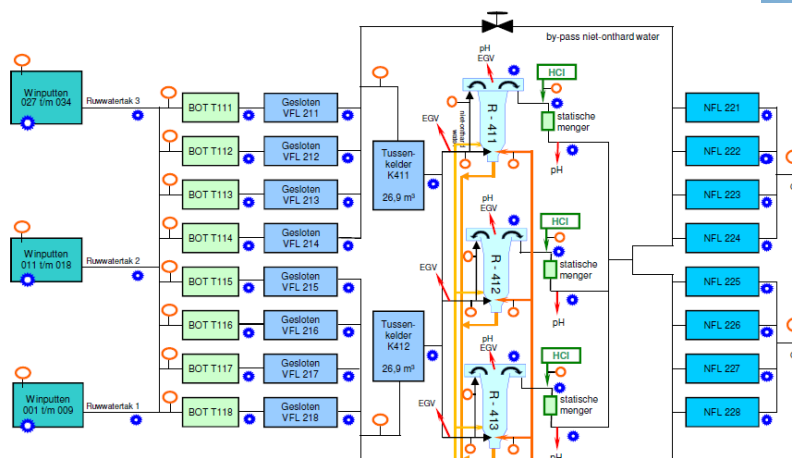 by-pass niet-onthard water
pH
EGV
HCl
Winputten
027 t/m 034
Ruwwatertak 3
BOT T111
Gesloten
VFL 211
EGV
niet-onthard
water
R - 411
statische
menger
pH
NFL 221
BOT T112
Gesloten
VFL 212
Tussen-
kelder
K411
26,9 m³
NFL 222
BOT T113
Gesloten
VFL 213
NFL 223
pH
EGV
HCl
Winputten
011 t/m 018
Ruwwatertak 2
BOT T114
Gesloten
VFL 214
NFL 224
EGV
R - 412
statische
menger
pH
BOT T115
Gesloten
VFL 215
NFL 225
BOT T116
Gesloten
VFL 216
Tussen-
kelder
K412
26,9 m³
NFL 226
pH
EGV
HCl
BOT T117
Gesloten
VFL 217
NFL 227
Winputten
001 t/m 009
Ruwwatertak 1
BOT T118
Gesloten
VFL 218
EGV
R - 413
statische
menger
pH
NFL 228